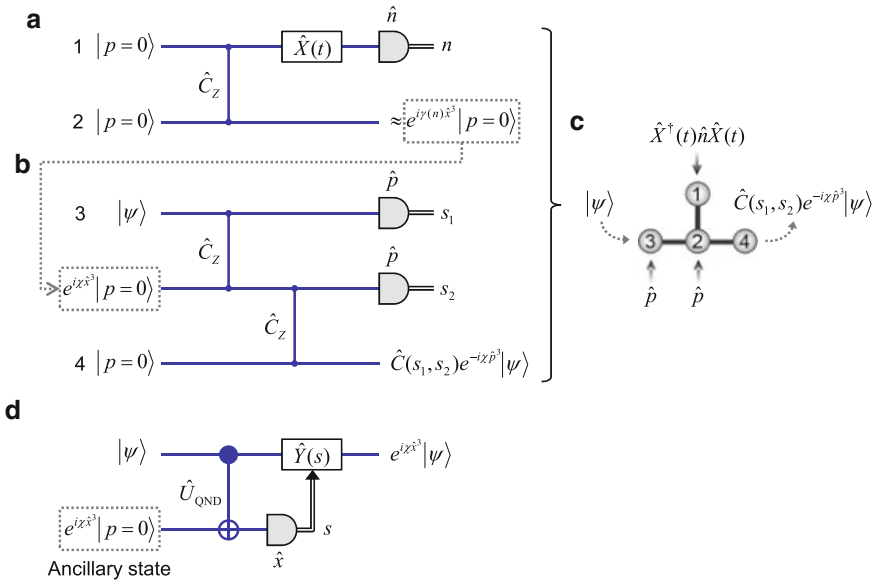 a
1 |p=0⟩ Ĉ_Z X̂(t) n̂ n
2 |p=0⟩ ≈ e^{iγ(n)x̂³}|p=0⟩
b
3 |ψ⟩ Ĉ_Z p̂ s₁
e^{iχx̂³}|p=0⟩ Ĉ_Z p̂ s₂
4 |p=0⟩ Ĉ(s₁,s₂)e^{-iχp̂³}|ψ⟩
c
X̂†(t)n̂X̂(t)
1
|ψ⟩ Ĉ(s₁,s₂)e^{-iχp̂³}|ψ⟩
3 2 4
p̂ p̂
d
|ψ⟩ Û_QND Ŷ(s) e^{iχx̂³}|ψ⟩
e^{iχx̂³}|p=0⟩ x̂ s
Ancillary state